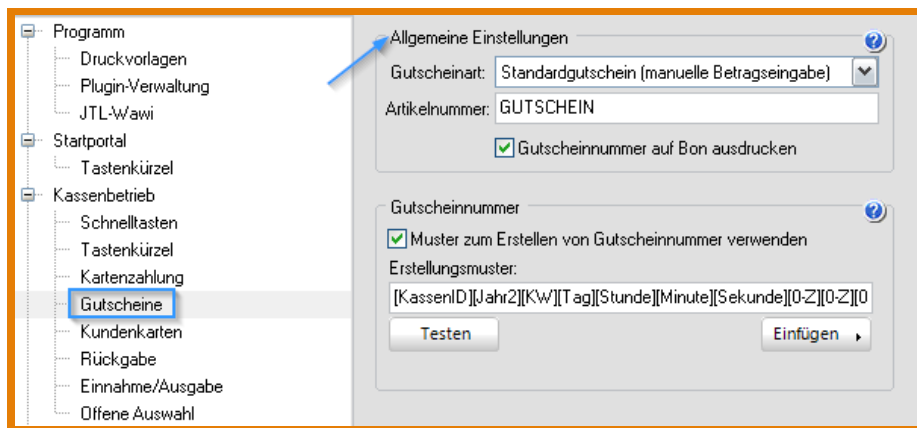 Programm
Druckvorlagen
Plugin-Verwaltung
JTL-Wawi
Startportal
Tastenkürzel
Kassenbetrieb
Schnelltasten
Tastenkürzel
Kartenzahlung
Gutscheine
Kundenkarten
Rückgabe
Einnahme/Ausgabe
Offene Auswahl
Allgemeine Einstellungen
Gutscheinart: Standardgutschein (manuelle Betragseingabe)
Artikelnummer: GUTSCHEIN
Gutscheinnummer auf Bon ausdrucken
Gutscheinnummer
Muster zum Erstellen von Gutscheinnummer verwenden
Erstellungsmuster:
[KassenID][Jahr2][KW][Tag][Stunde][Minute][Sekunde][0-Z][0-Z][0
Testen Einfügen